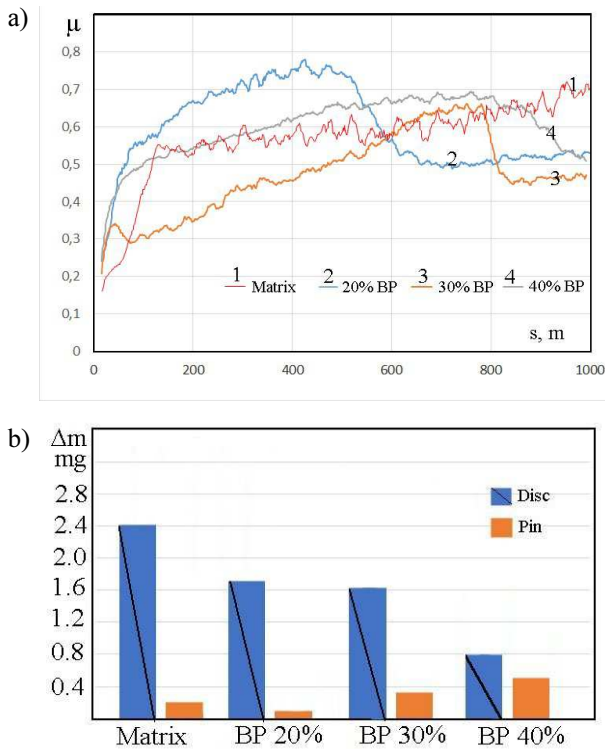 a)
μ
0,8
0,7
0,6
0,5
0,4
0,3
0,2
0,1
0
0 200 400 600 800 1000
s, m
1
2
3
4
1 Matrix 2 20% BP 3 30% BP 4 40% BP
b)
Δm
mg
2.8
2.4
2.0
1.6
1.2
0.8
0.4
Disc
Pin
Matrix BP 20% BP 30% BP 40%